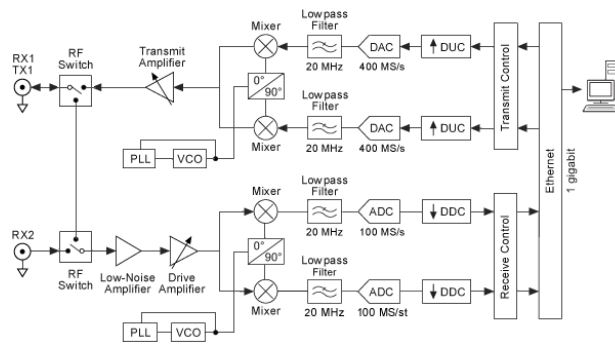 RX1
TX1
RF
Switch
Transmit
Amplifier
Mixer
Lowpass
Filter
20 MHz
DAC
400 MS/s
DUC
0°
90°
Mixer
Lowpass
Filter
20 MHz
DAC
400 MS/s
DUC
Transmit Control
Ethernet
1 gigabit
PLL
VCO
RX2
RF
Switch
Low-Noise
Amplifier
Drive
Amplifier
Mixer
Lowpass
Filter
20 MHz
ADC
100 MS/s
DDC
0°
90°
Mixer
Lowpass
Filter
20 MHz
ADC
100 MS/st
DDC
Receive Control
PLL
VCO